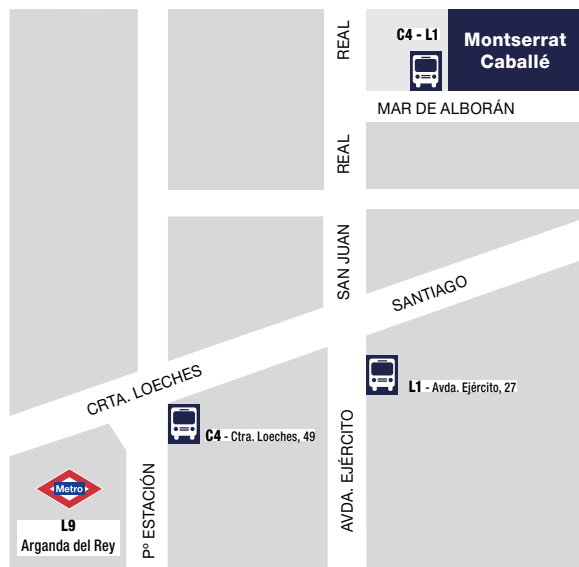 REAL
C4 - L1
Montserrat
Caballé
MAR DE ALBORÁN
REAL
SAN JUAN
SANTIAGO
CRTA. LOECHES
L1 - Avda. Ejército, 27
C4 - Ctra. Loeches, 49
AVDA. EJÉRCITO
Pº ESTACIÓN
Metro
L9
Arganda del Rey